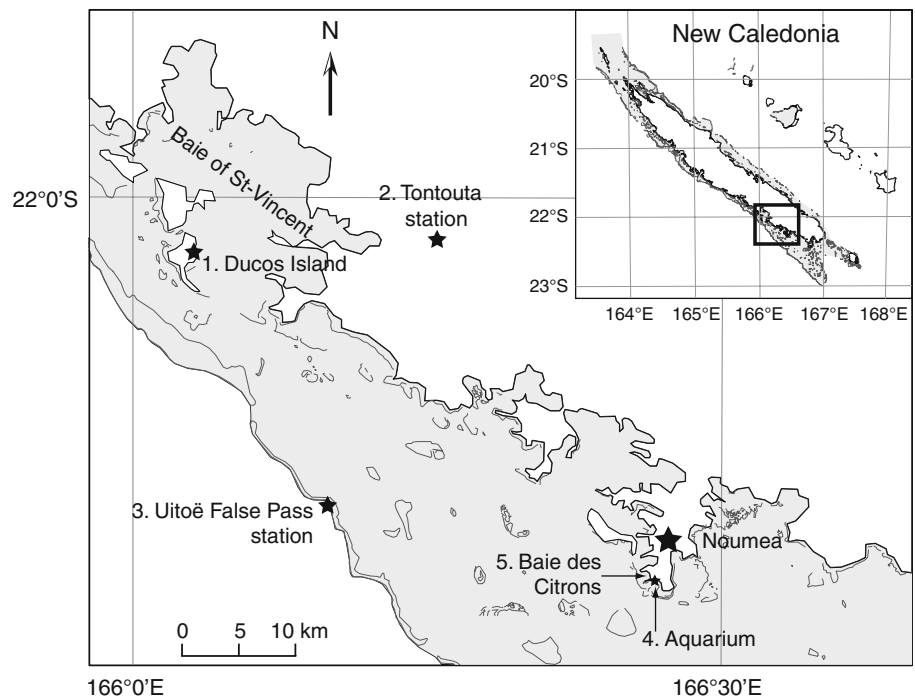 N
New Caledonia
20°S
21°S
22°S
23°S
164°E 165°E 166°E 167°E 168°E
Baie of St-Vincent
22°0'S
2. Tontouta
station
1. Ducos Island
3. Uitoë False Pass
station
Noumea
5. Baie des
Citrons
4. Aquarium
0 5 10 km
166°0'E
166°30'E